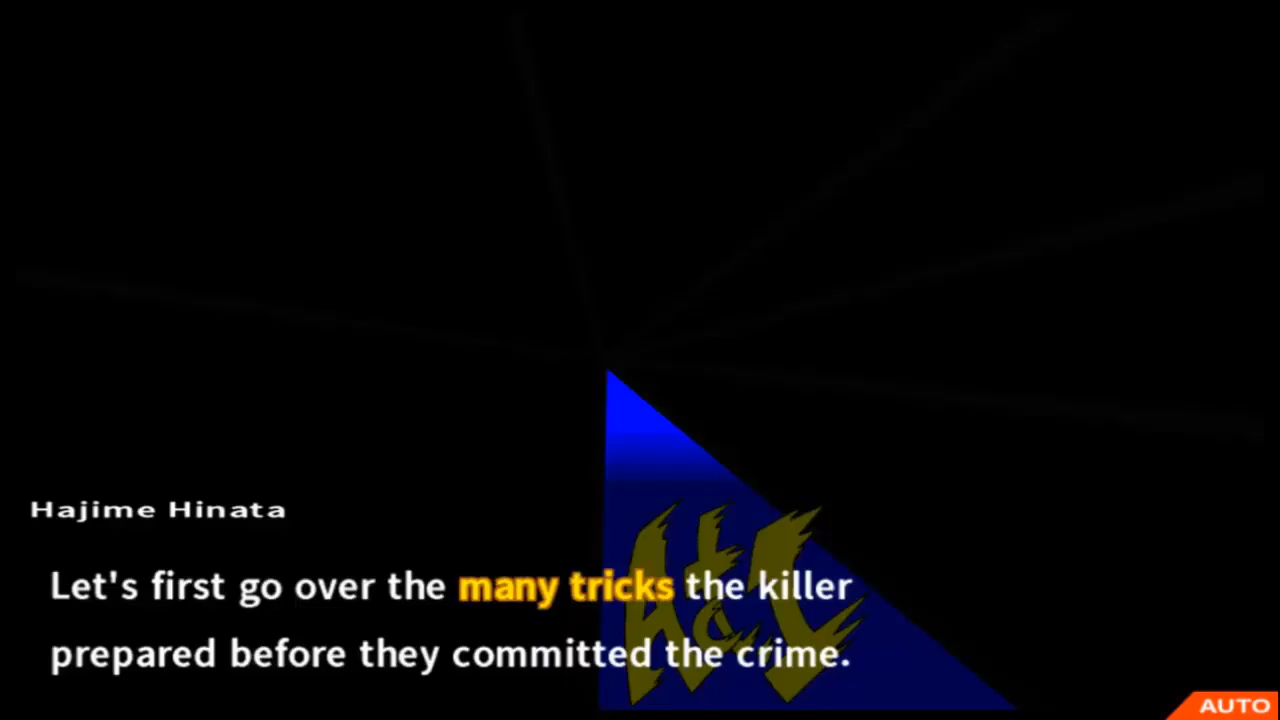 Hajime Hinata
Let's first go over the many tricks the killer
prepared before they committed the crime.
AUTO